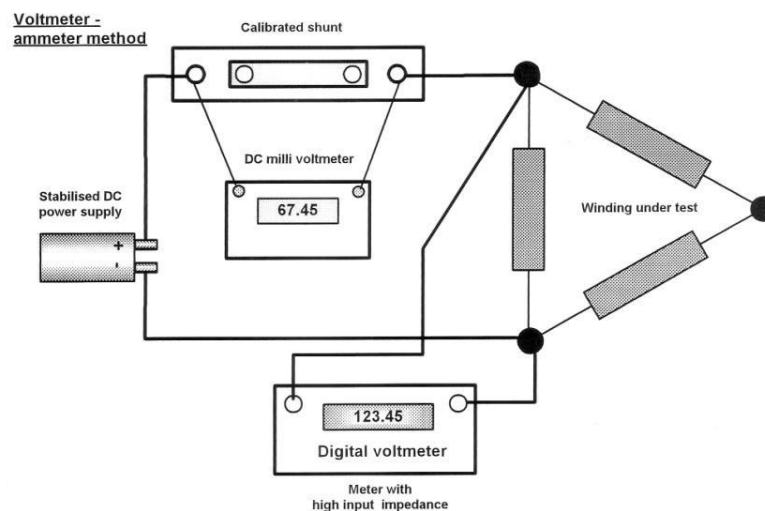 Voltmeter -
ammeter method
Calibrated shunt
DC milli voltmeter
67.45
Stabilised DC
power supply
+
-
Winding under test
123.45
Digital voltmeter
Meter with
high input impedance